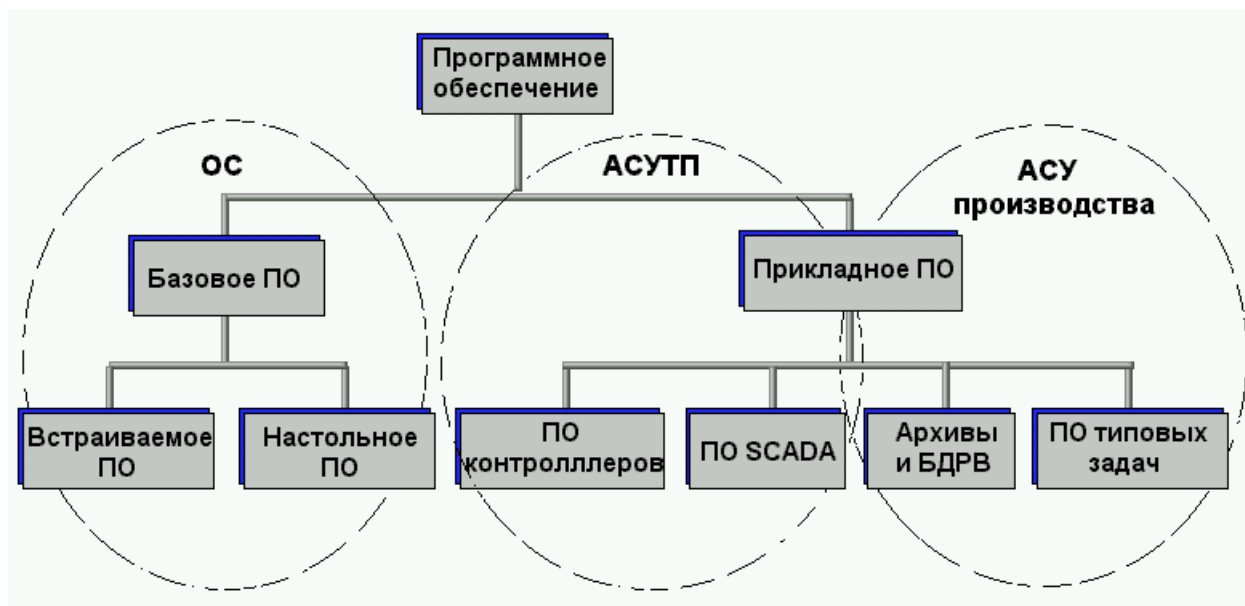 Программное
обеспечение
ОС
АСУТП
АСУ
производства
Базовое ПО
Прикладное ПО
Встраиваемое
ПО
Настольное
ПО
ПО
контролллеров
ПО SCADA
Архивы
и БДРВ
ПО типовых
задач